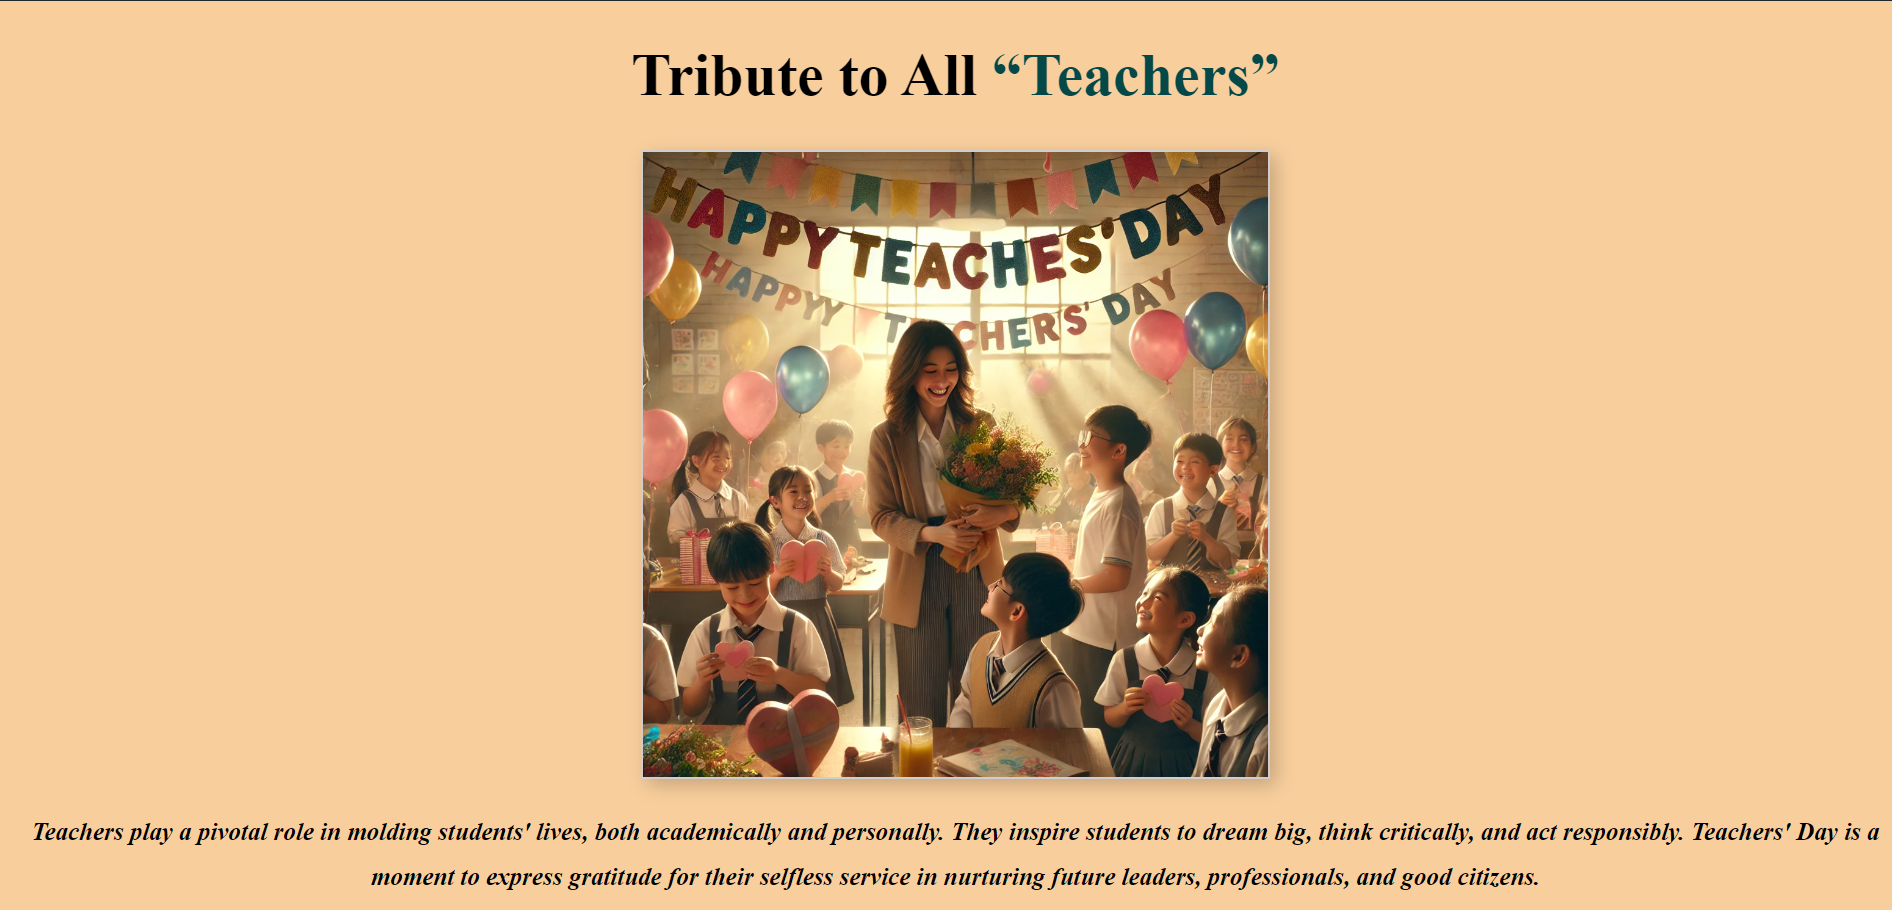 Tribute to All “Teachers”
HAPPY TEACHES' DAY
HAPPYY T CHERS' DAY
Teachers play a pivotal role in molding students' lives, both academically and personally. They inspire students to dream big, think critically, and act responsibly. Teachers' Day is a
moment to express gratitude for their selfless service in nurturing future leaders, professionals, and good citizens.